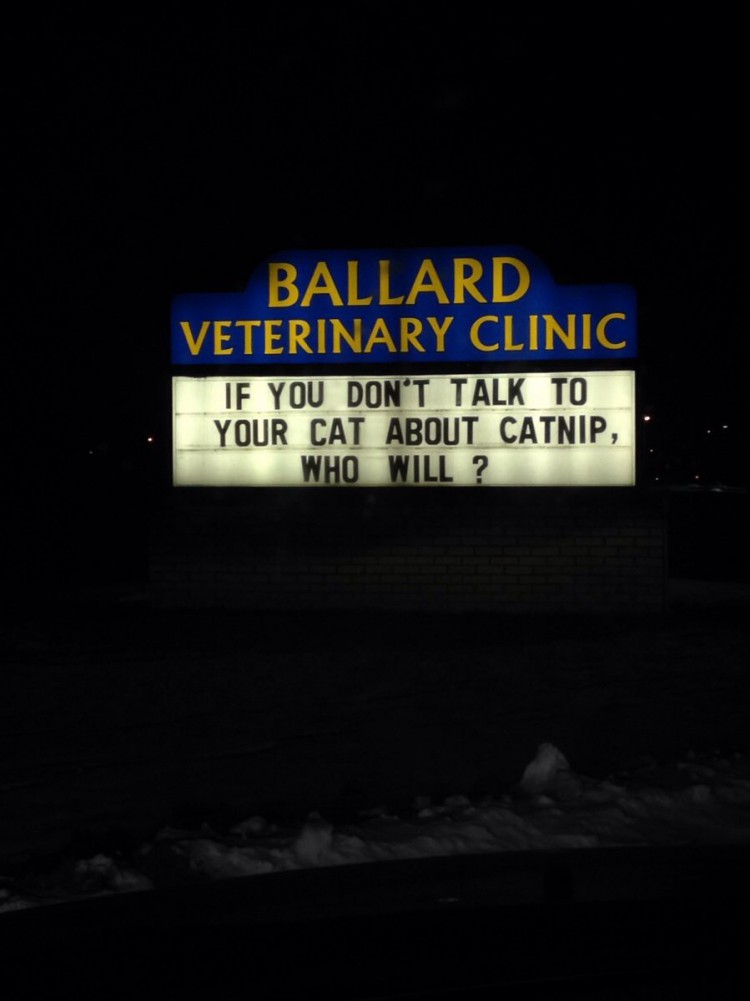 BALLARD
VETERINARY CLINIC
IF YOU DON'T TALK TO
YOUR CAT ABOUT CATNIP,
WHO WILL ?